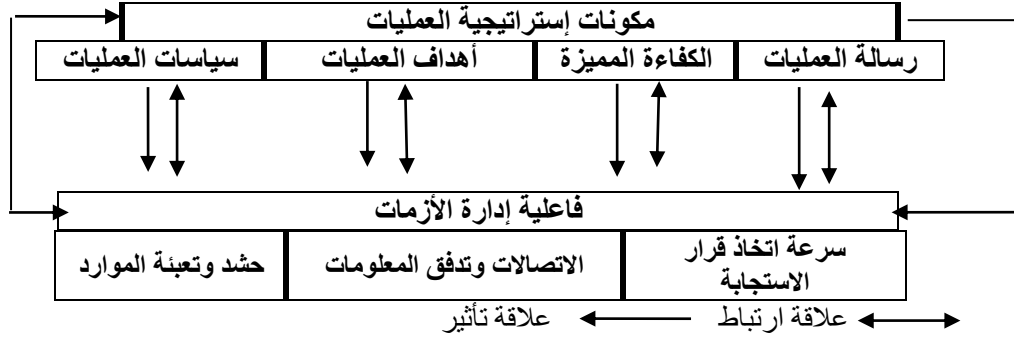 مكونات إستراتيجية العمليات
رسالة العمليات الكفاءة المميزة أهداف العمليات سياسات العمليات
فاعلية إدارة الأزمات
سرعة اتخاذ قرار الاستجابة الاتصالات وتدفق المعلومات حشد وتعبئة الموارد
علاقة ارتباط علاقة تأثير